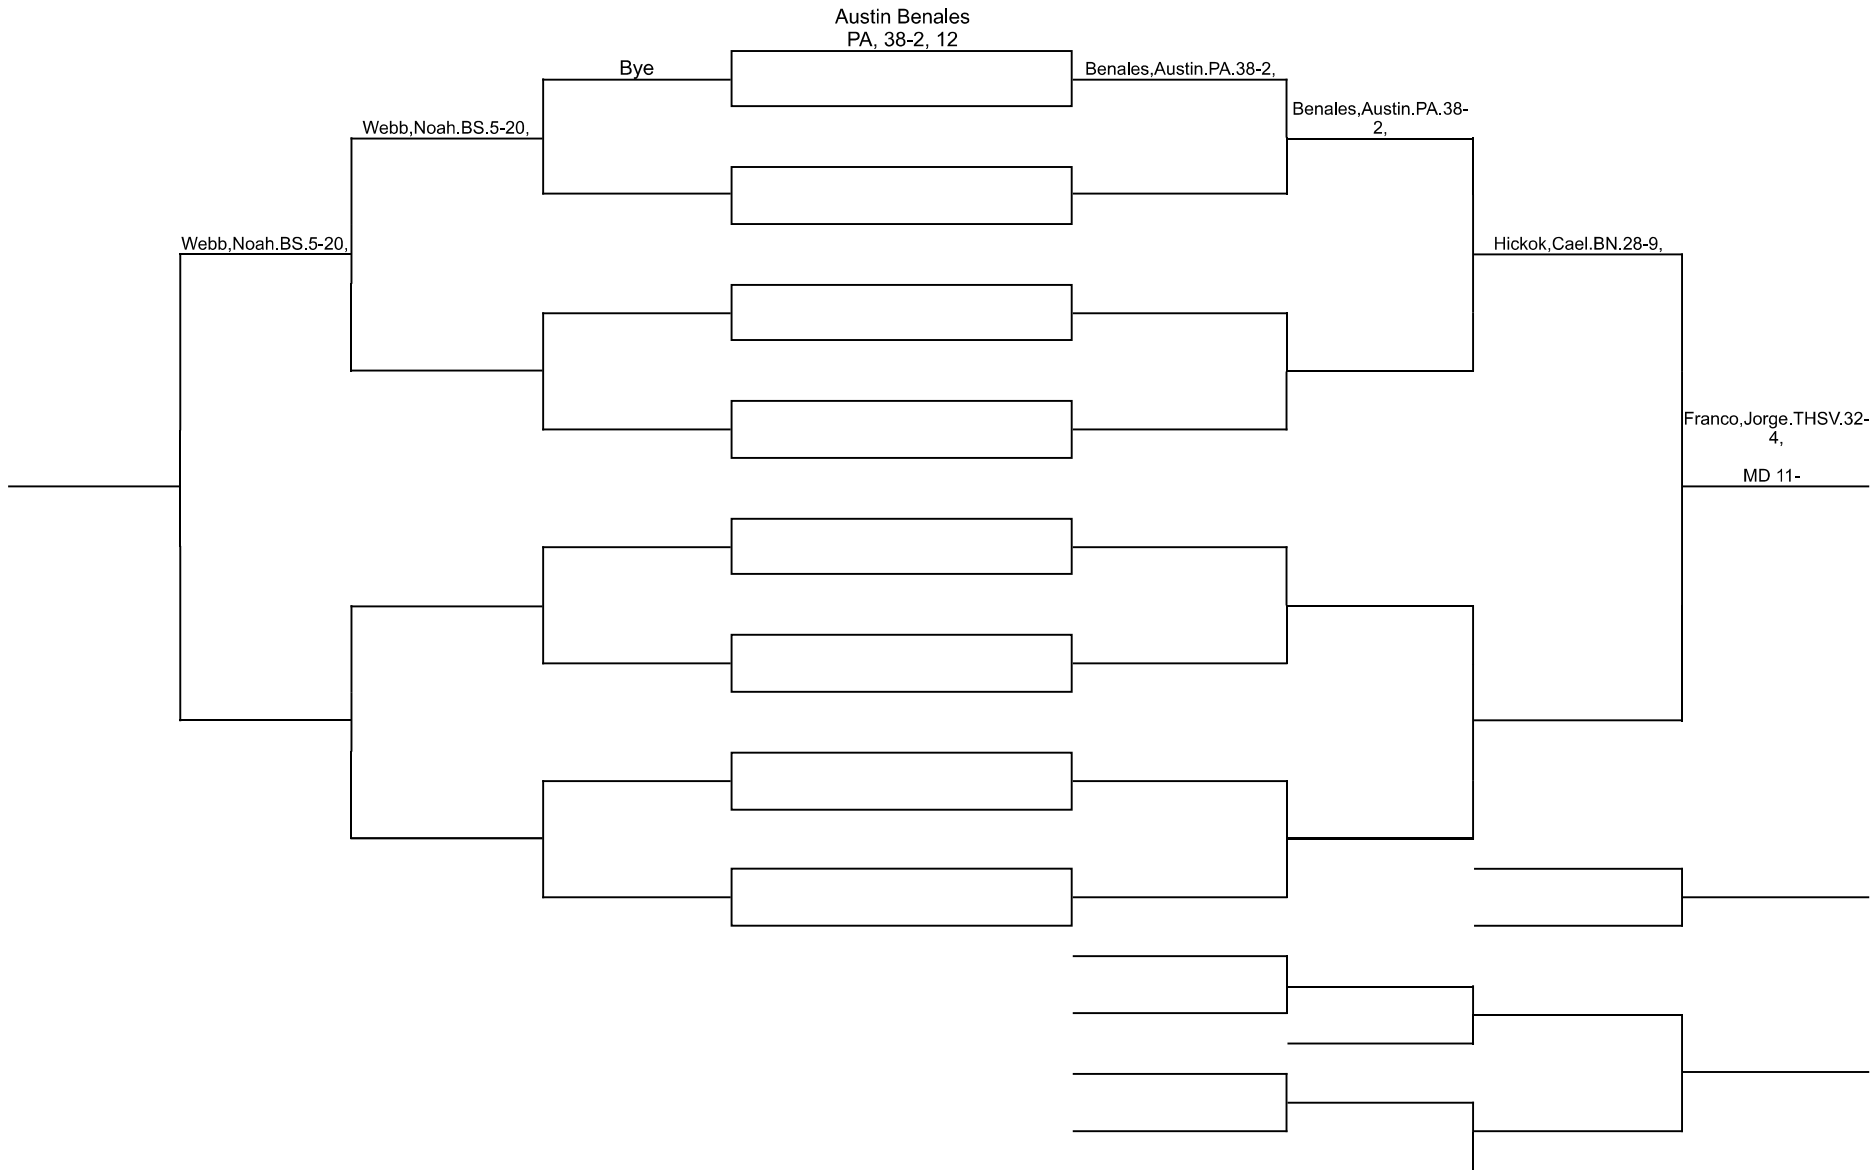 Austin Benales
PA, 38-2, 12
Bye
Benales,Austin.PA.38-2,
Webb,Noah.BS.5-20,
Benales,Austin.PA.38-
2,
Webb,Noah.BS.5-20,
Hickok,Cael.BN.28-9,
Franco,Jorge.THSV.32-
4,
MD 11-